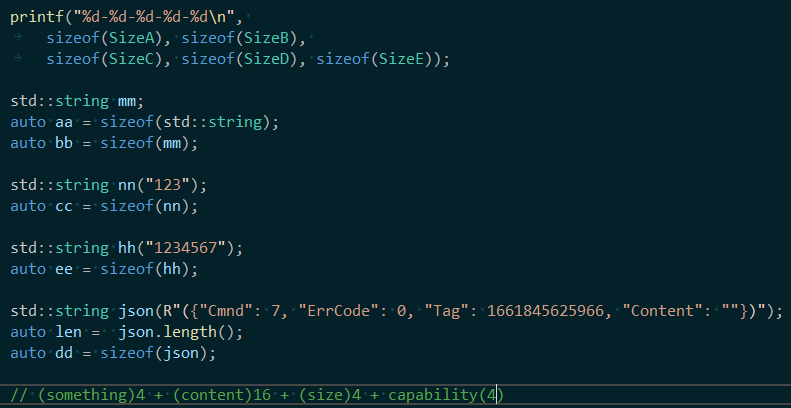 printf("%d-%d-%d-%d-%d\n",
sizeof(SizeA), sizeof(SizeB),
sizeof(SizeC), sizeof(SizeD), sizeof(SizeE));
std::string mm;
auto aa = sizeof(std::string);
auto bb = sizeof(mm);
std::string nn("123");
auto cc = sizeof(nn);
std::string hh("1234567");
auto ee = sizeof(hh);
std::string json(R"({"Cmnd": 7, "ErrCode": 0, "Tag": 1661845625966, "Content": ""})");
auto len =  json.length();
auto dd = sizeof(json);
// (something)4 + (content)16 + (size)4 + capability(4)